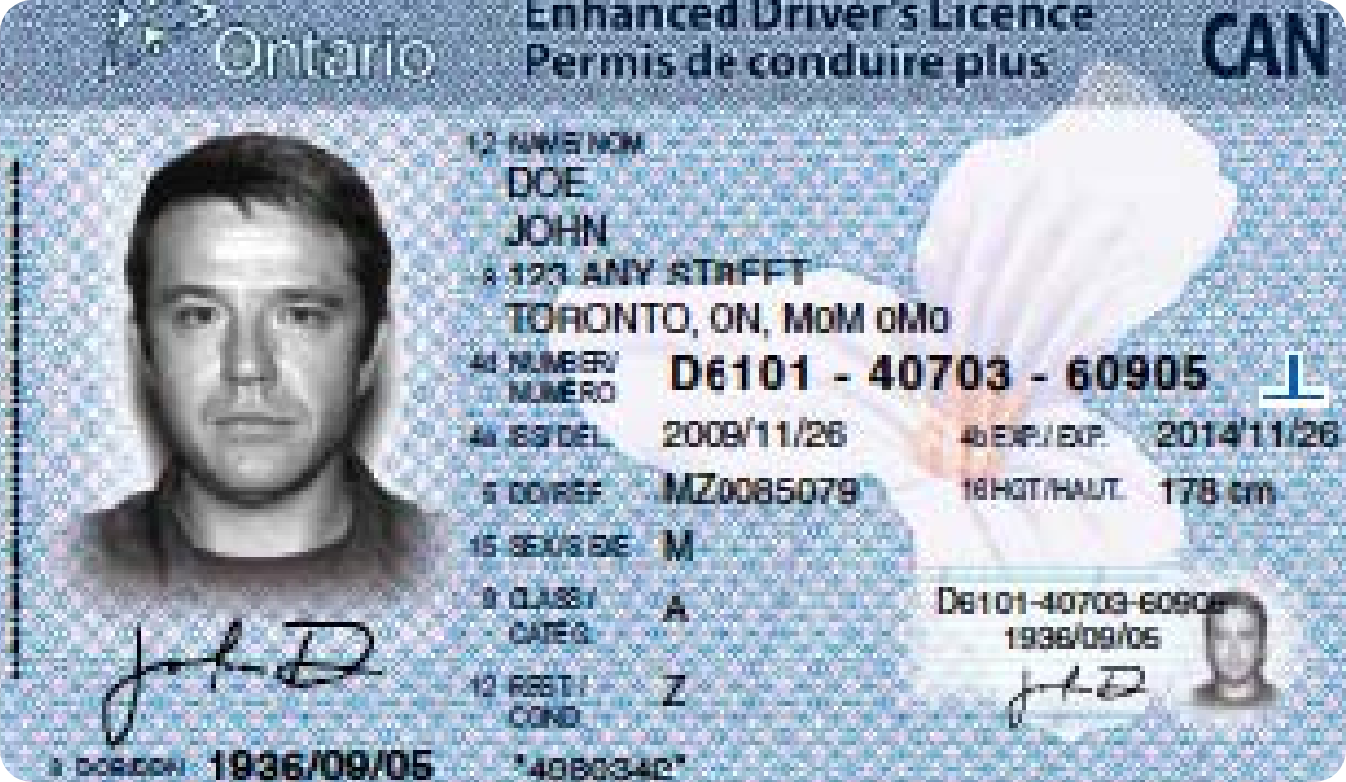 Ontario
Enhanced Driver's Licence
Permis de conduire plus
CAN
1,2 NAME/NOM
DOE
JOHN
8 123 ANY STREET
TORONTO, ON, M0M 0M0
4d NUMBER/
NUMÉRO
D6101 - 40703 - 60905
4a ISS/DÉL. 2009/11/26
4b EXP./EXP. 2014/11/26
5 DD/REF. MZ0085079
16 HGT/HAUT. 178 cm
15 SEX/SEXE M
9 CLASS/
CATÉG.
A
12 REST./
COND.
Z
D6101-40703-6090
1936/09/05
John D
John D
3 DOB/DDN 1936/09/05